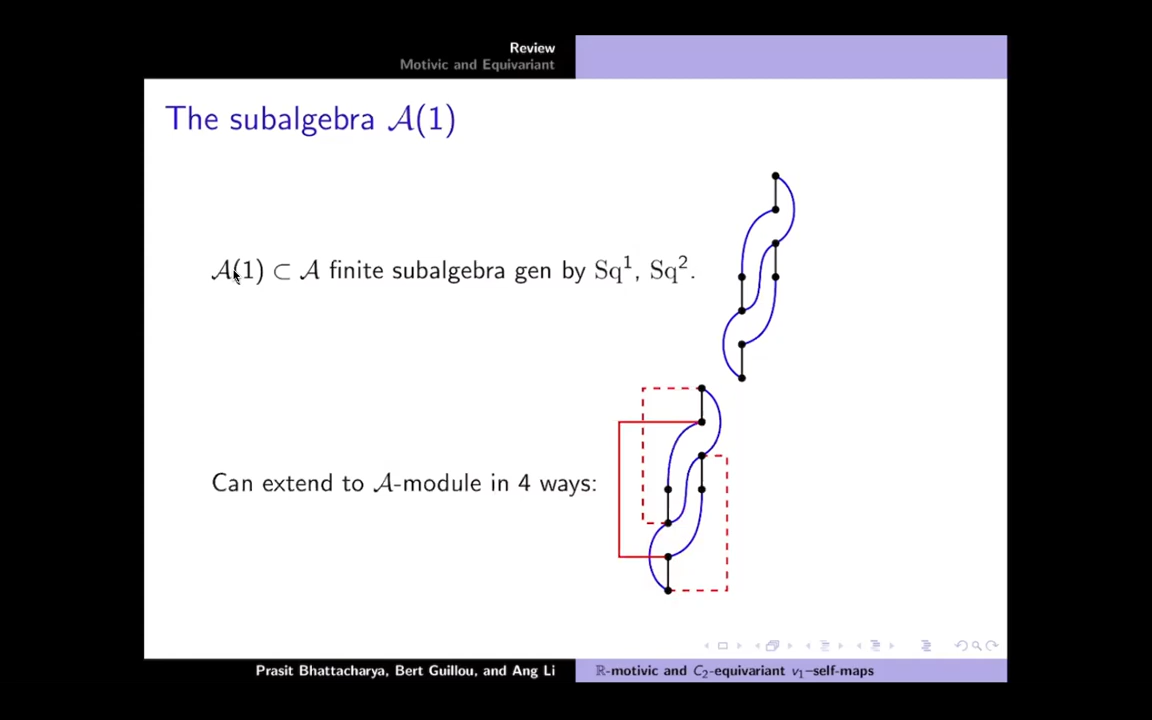 Review
Motivic and Equivariant
The subalgebra 𝒜(1)
𝒜(1) ⊂ 𝒜 finite subalgebra gen by Sq¹, Sq².
Can extend to 𝒜-module in 4 ways:
Prasit Bhattacharya, Bert Guillou, and Ang Li
ℝ-motivic and C₂-equivariant v₁–self-maps